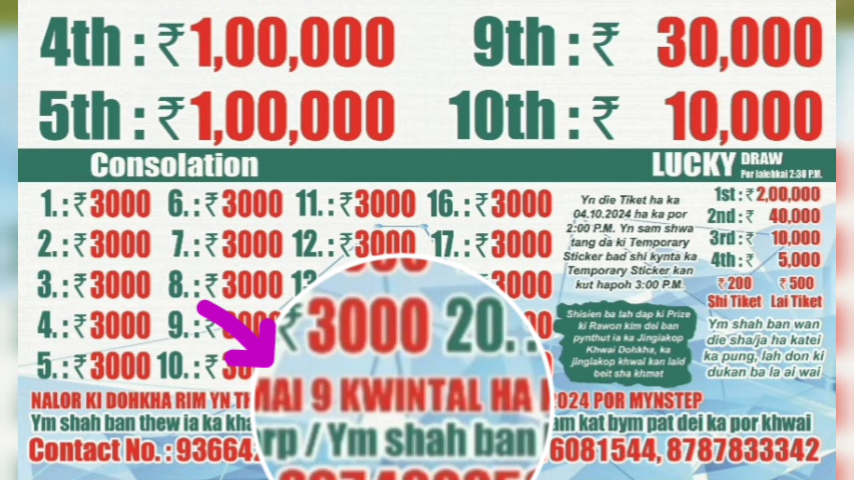 4th : ₹1,00,000 9th : ₹ 30,000
5th : ₹1,00,000 10th : ₹ 10,000
Consolation
1. : ₹3000 6. : ₹3000 11. : ₹3000 16. : ₹3000
2. : ₹3000 7. : ₹3000 12. : ₹3000 17. : ₹3000
3. : ₹3000 8. : ₹3000 13 3000
4. : ₹3000 9. : ₹
5. : ₹3000 10. : ₹30
₹3000 20. :
MAI 9 KWINTAL HA
rp / Ym shah ban
NALOR KI DOHKHA RIM YN 2024 POR MYNSTEP
Ym shah ban thew ia ka kha am kat bym pat dei ka por khwai
Contact No. : 93664 6081544, 8787833342
LUCKY DRAW
Por ialehkai 2:30 P.M.
Yn die Tiket ha ka
04.10.2024 ha ka por
2:00 P.M. Yn sam shwa
tang da ki Temporary
Sticker bad shi kynta ka
Temporary Sticker kan
kut hapoh 3:00 P.M.
1st : ₹2,00,000
2nd : ₹ 40,000
3rd : ₹ 10,000
4th : ₹ 5,000
₹200 ₹500
Shi Tiket Lai Tiket
Shisien ba lah dap ki Prize
ki Rawon kim dei ban
pynthut ia ka Jingiakop
Khwai Dohkha, ka
jingiakop khwai kan laid
beit sha khmat
Ym shah ban wan
die sha/ja ha katei
ka pung, lah don ki
dukan ba la ai wai